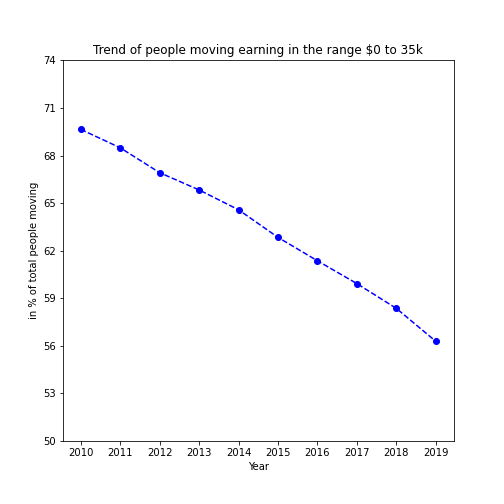 Trend of people moving earning in the range $0 to 35k
74
71
68
65
62
59
56
53
50
in % of total people moving
2010 2011 2012 2013 2014 2015 2016 2017 2018 2019
Year